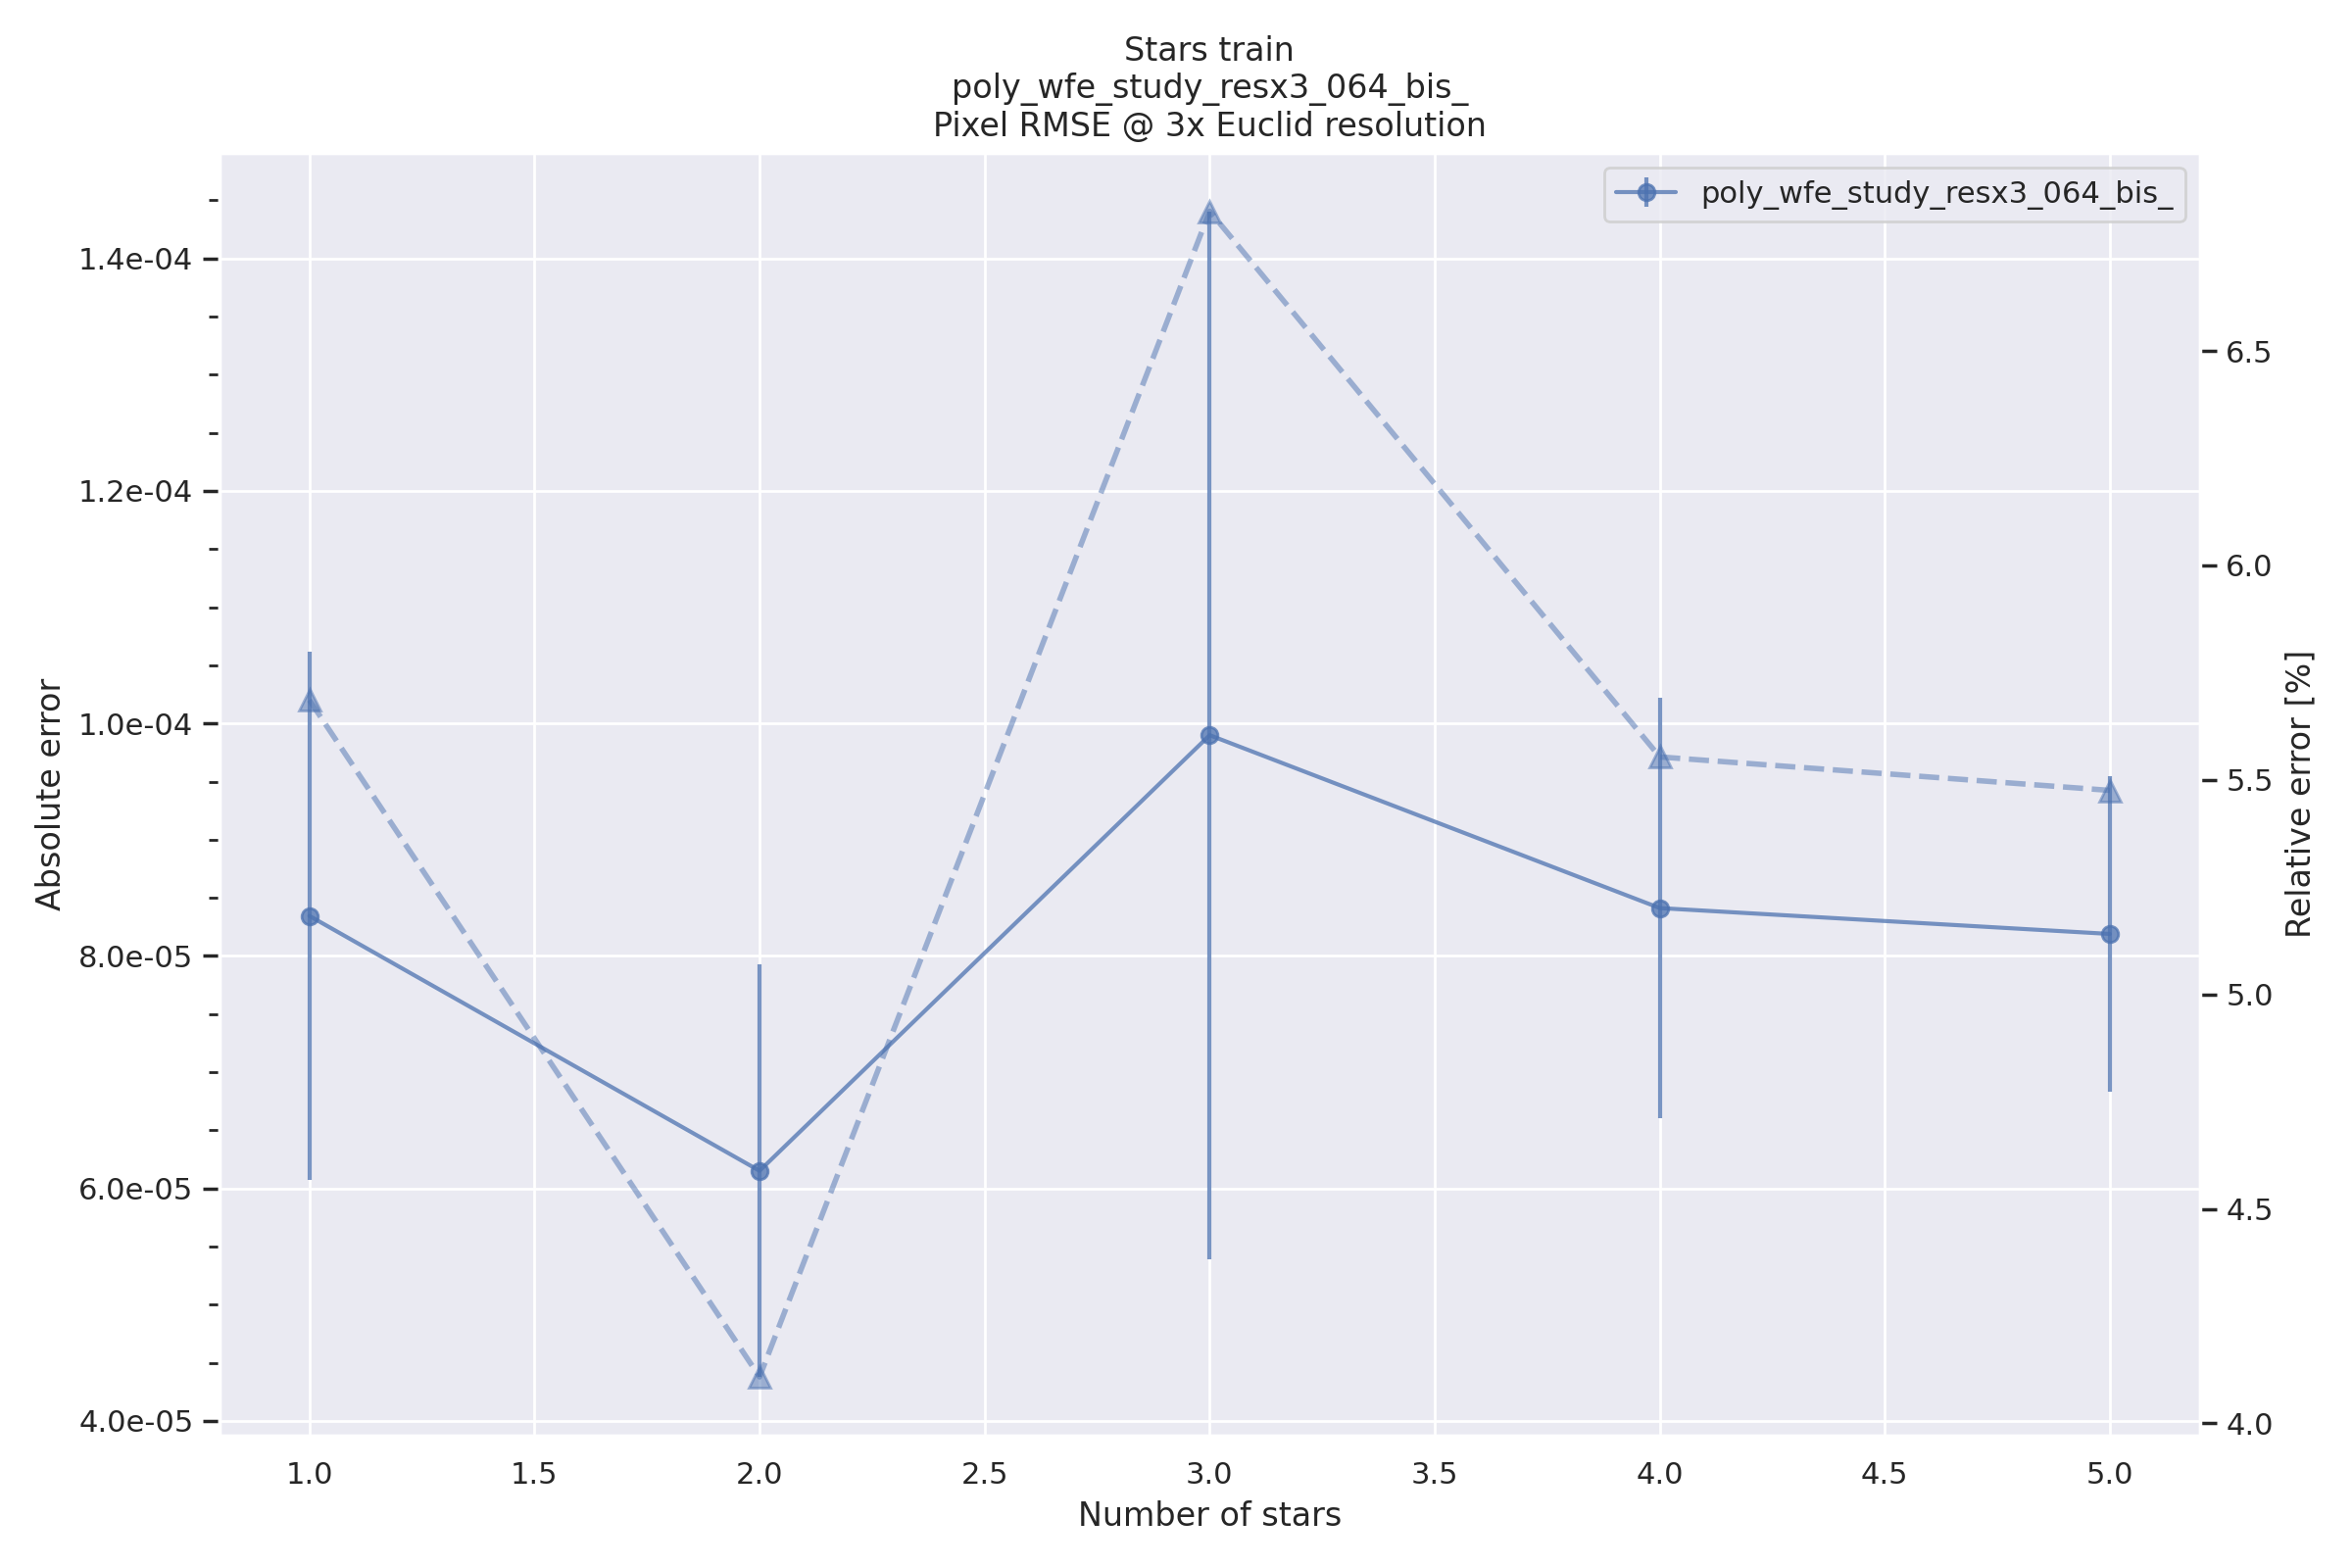 Stars train
poly_wfe_study_resx3_064_bis_
Pixel RMSE @ 3x Euclid resolution
poly_wfe_study_resx3_064_bis_
Absolute error
1.4e-04
1.2e-04
1.0e-04
8.0e-05
6.0e-05
4.0e-05
6.5
6.0
5.5
5.0
4.5
4.0
Relative error [%]
1.0 1.5 2.0 2.5 3.0 3.5 4.0 4.5 5.0
Number of stars